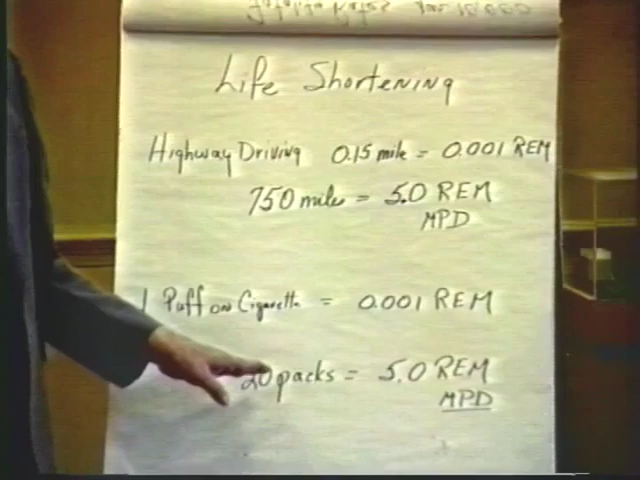 Life Shortening
Highway Driving 0.15 mile = 0.001 REM
750 miles = 5.0 REM
MPD
1 Puff on Cigarette = 0.001 REM
20 packs = 5.0 REM
MPD